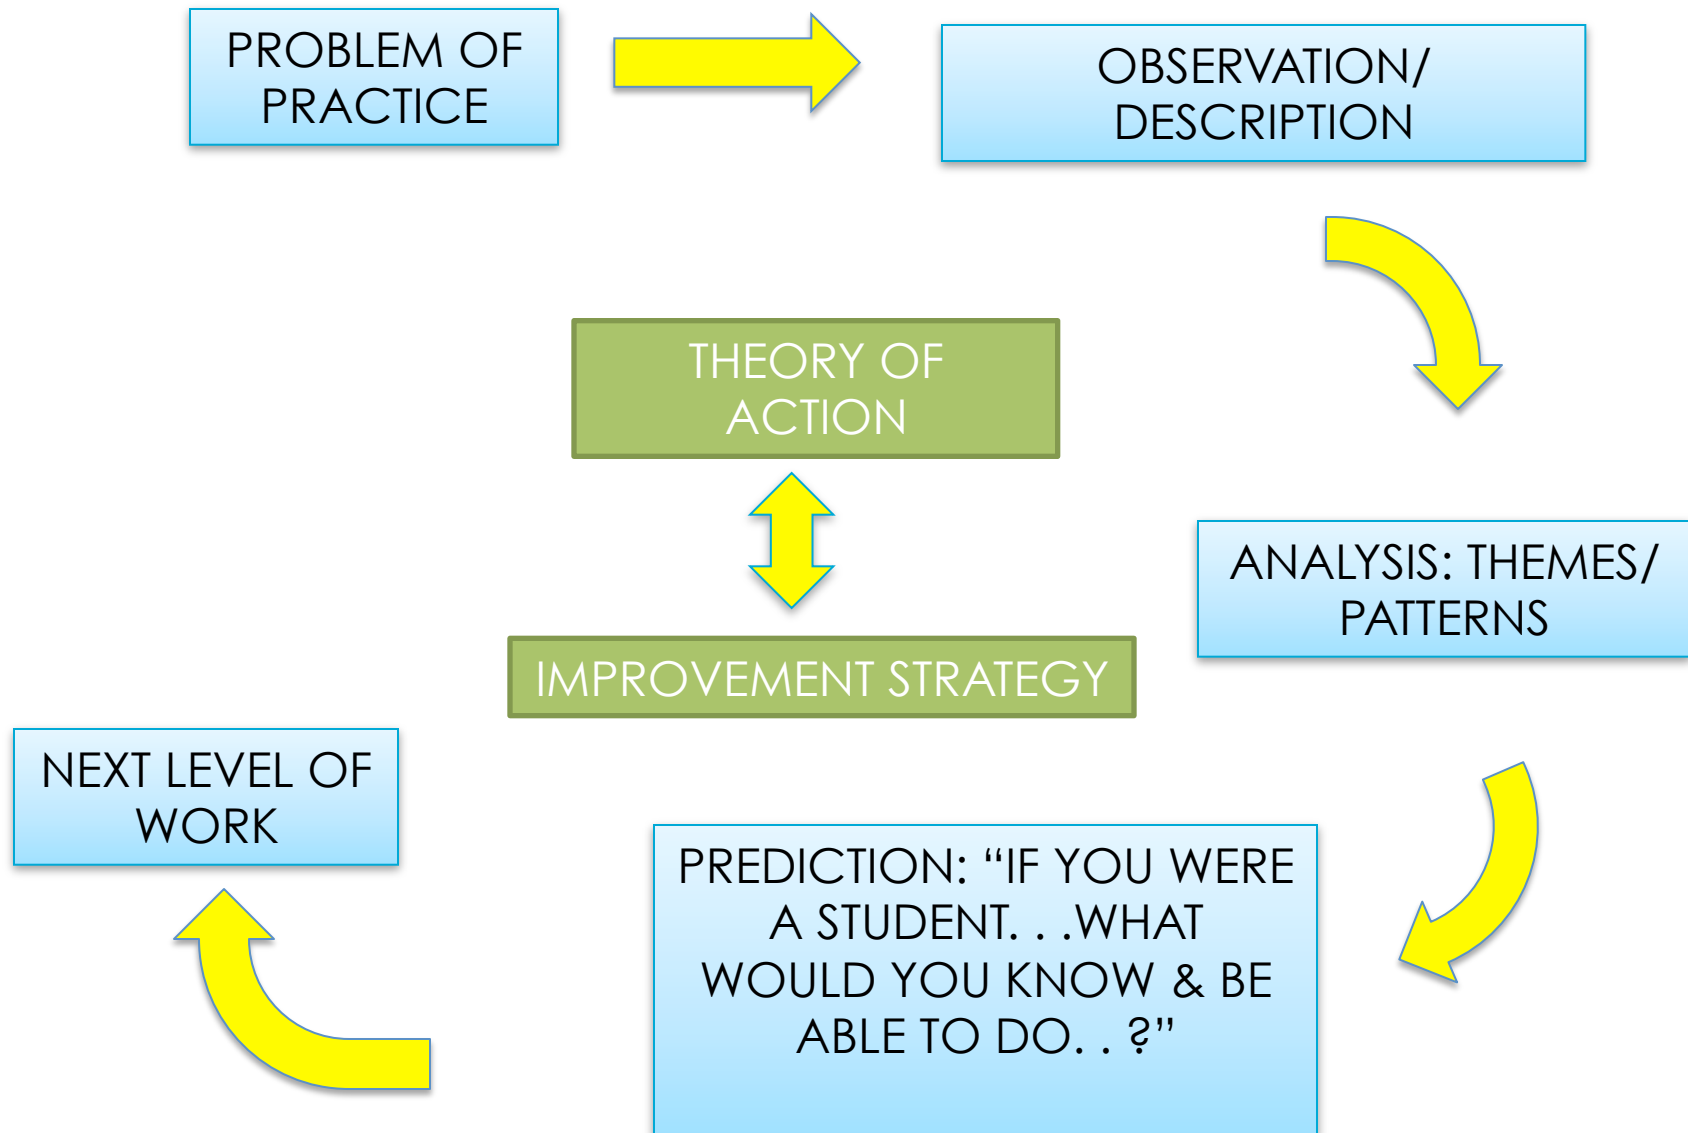 PROBLEM OF
PRACTICE
OBSERVATION/
DESCRIPTION
THEORY OF
ACTION
ANALYSIS: THEMES/
PATTERNS
IMPROVEMENT STRATEGY
NEXT LEVEL OF
WORK
PREDICTION: “IF YOU WERE
A STUDENT. . .WHAT
WOULD YOU KNOW & BE
ABLE TO DO. . ?”